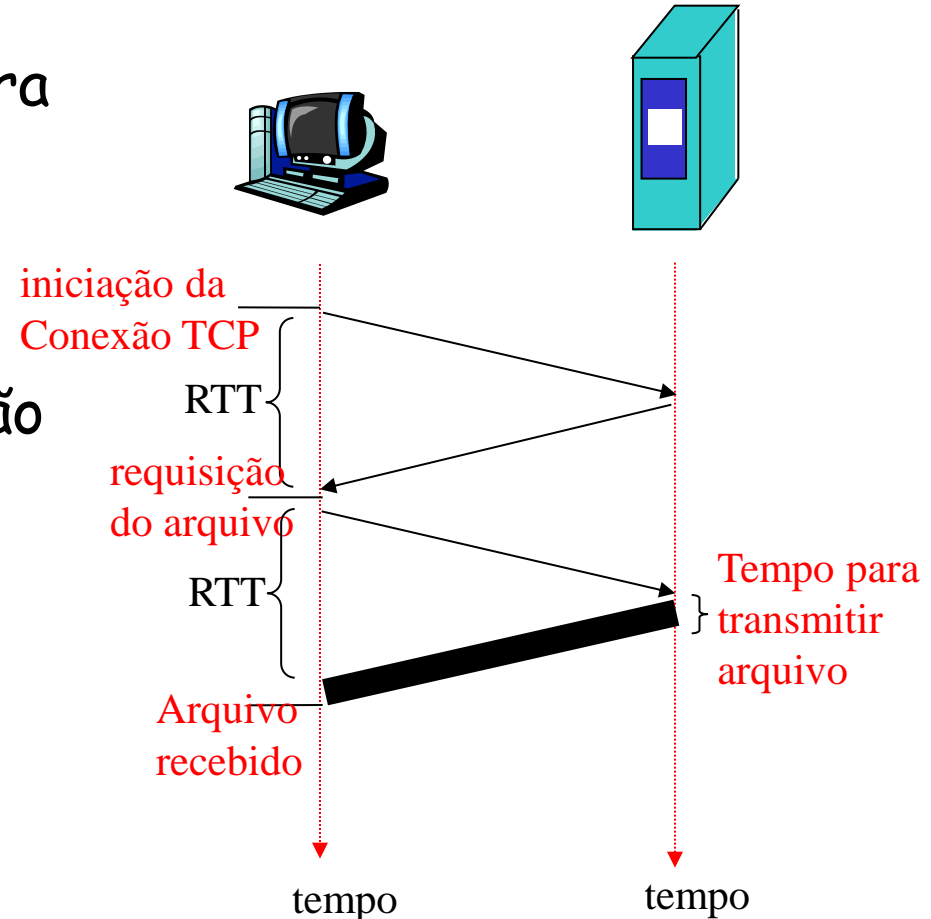 ra
iniciação da
Conexão TCP
RTT
ão
requisição
do arquivo
RTT
Tempo para
transmitir
arquivo
Arquivo
recebido
tempo
tempo